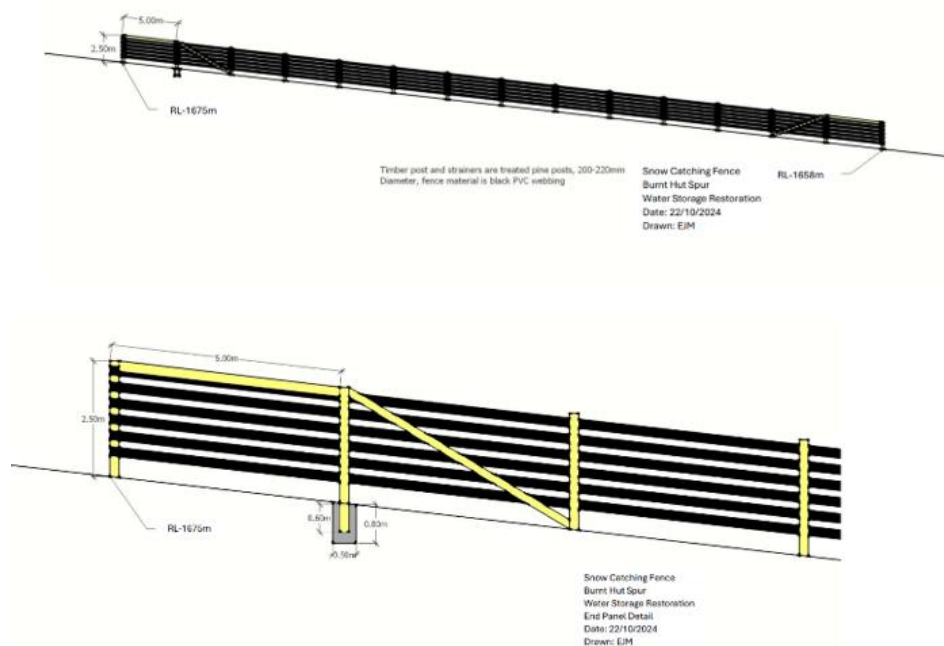 5.00m
2.50m
RL-1675m
Timber post and strainers are treated pine posts, 200-220mm
Diameter, fence material is black PVC webbing
Snow Catching Fence
Burnt Hut Spur
Water Storage Restoration
Date: 22/10/2024
Drawn: EJM
RL-1658m
5.00m
2.50m
0.60m
0.80m
0.50m
RL-1675m
Snow Catching Fence
Burnt Hut Spur
Water Storage Restoration
End Panel Detail
Date: 22/10/2024
Drawn: EJM